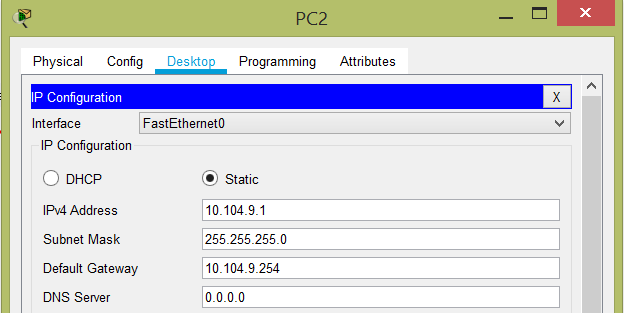 PC2
Physical Config Desktop Programming Attributes
IP Configuration X
Interface FastEthernet0
IP Configuration
DHCP Static
IPv4 Address 10.104.9.1
Subnet Mask 255.255.255.0
Default Gateway 10.104.9.254
DNS Server 0.0.0.0